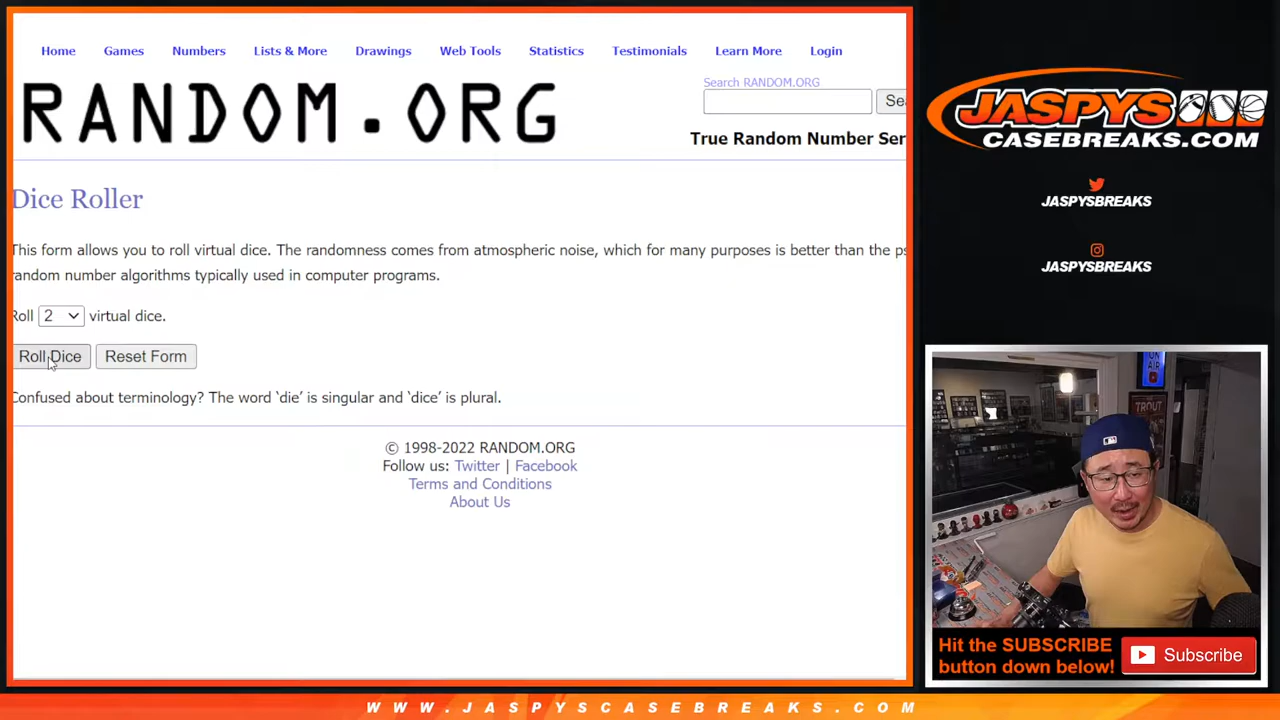 Home Games Numbers Lists & More Drawings Web Tools Statistics Testimonials Learn More Login
Search RANDOM.ORG
RANDOM.ORG
True Random Number Ser
Dice Roller
This form allows you to roll virtual dice. The randomness comes from atmospheric noise, which for many purposes is better than the ps
random number algorithms typically used in computer programs.
Roll 2 virtual dice.
Roll Dice Reset Form
Confused about terminology? The word ‘die’ is singular and ‘dice’ is plural.
© 1998-2022 RANDOM.ORG
Follow us: Twitter | Facebook
Terms and Conditions
About Us
JASPYS
CASEBREAKS.COM
JASPYSBREAKS
JASPYSBREAKS
ON AIR
TROUT
Hit the SUBSCRIBE
button down below!
Subscribe
WWW.JASPYSCASEBREAKS.COM